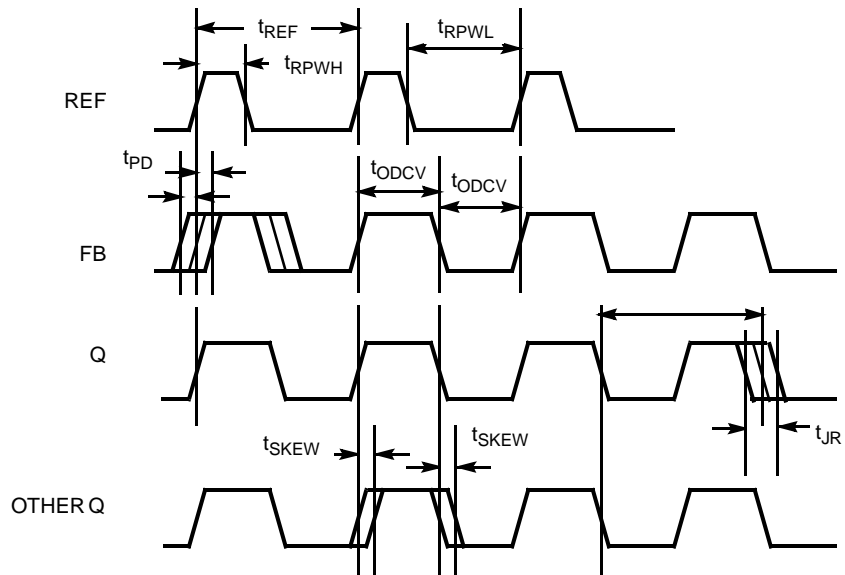 tREF
tRPWL
tRPWH
REF
tPD
tODCV
tODCV
FB
Q
tJR
tSKEW
tSKEW
OTHER Q